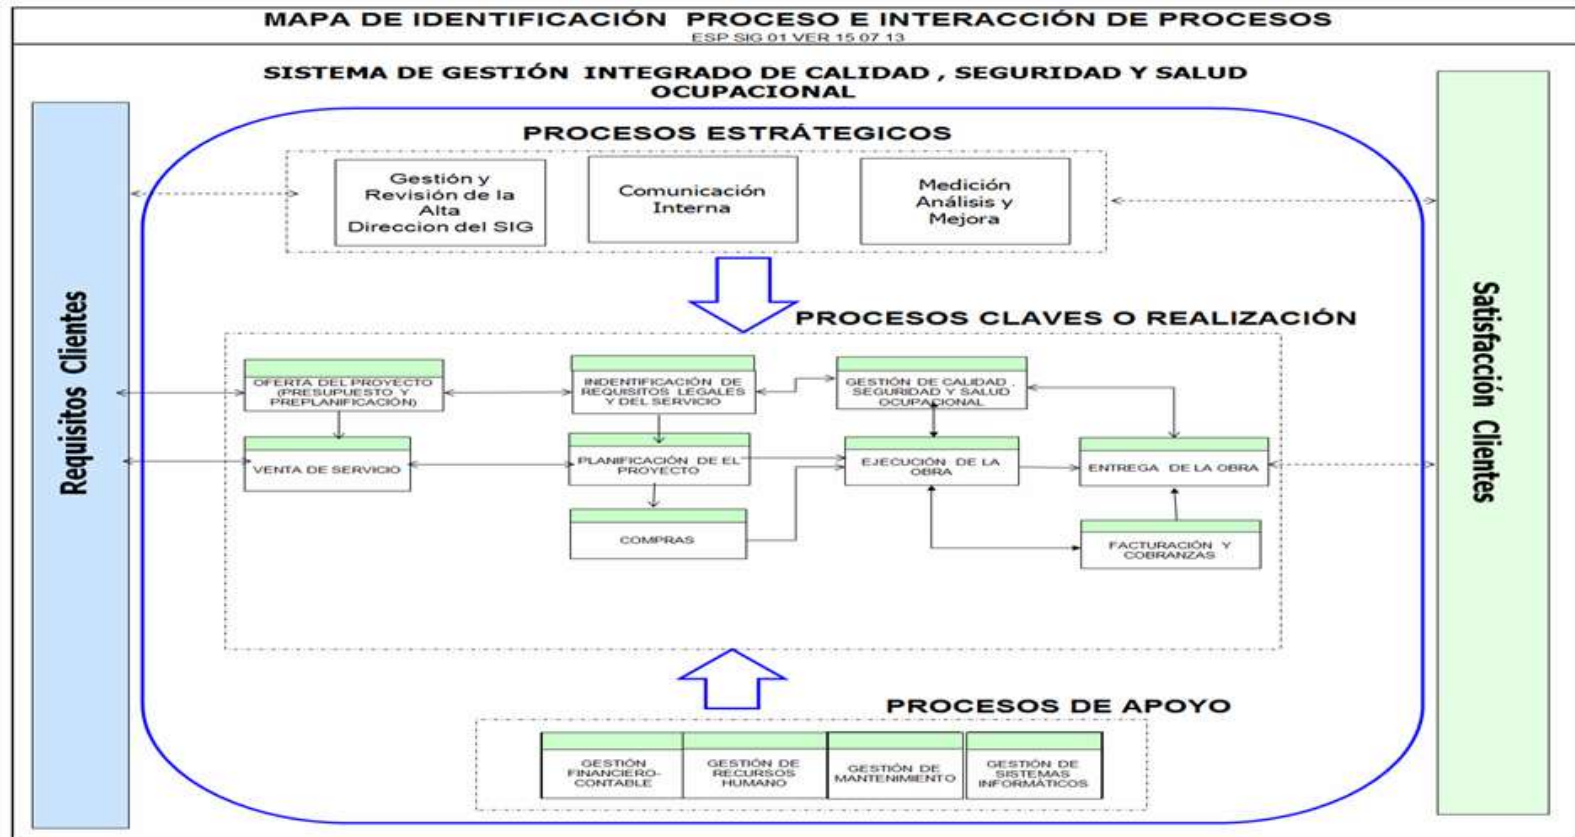 MAPA DE IDENTIFICACIÓN PROCESO E INTERACCIÓN DE PROCESOS
ESP SIG 01 VER 15 07 13
SISTEMA DE GESTIÓN INTEGRADO DE CALIDAD , SEGURIDAD Y SALUD
OCUPACIONAL
Requisitos Clientes
PROCESOS ESTRÁTEGICOS
Gestión y
Revisión de la
Alta
Direccion del SIG
Comunicación
Interna
Medición
Análisis y
Mejora
PROCESOS CLAVES O REALIZACIÓN
OFERTA DEL PROYECTO
(PRESUPUESTO Y
PREPLANIFICACIÓN)
INDENTIFICACIÓN DE
REQUISITOS LEGALES
Y DEL SERVICIO
GESTIÓN DE CALIDAD ,
SEGURIDAD Y SALUD
OCUPACIONAL
VENTA DE SERVICIO
PLANIFICACIÓN DE EL
PROYECTO
EJECUCIÓN DE LA
OBRA
ENTREGA DE LA OBRA
COMPRAS
FACTURACIÓN Y
COBRANZAS
PROCESOS DE APOYO
GESTIÓN
FINANCIERO-
CONTABLE
GESTIÓN DE
RECURSOS
HUMANO
GESTIÓN DE
MANTENIMIENTO
GESTIÓN DE
SISTEMAS
INFORMÁTICOS
Satisfacción Clientes